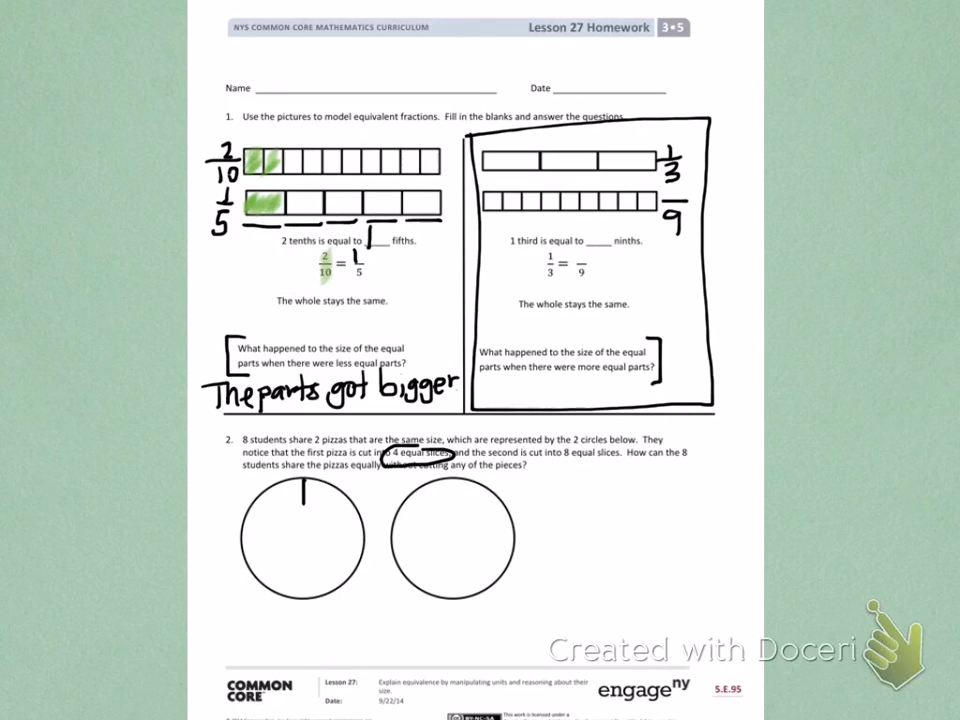 NYS COMMON CORE MATHEMATICS CURRICULUM
Lesson 27 Homework 3•5
Name
Date
1. Use the pictures to model equivalent fractions. Fill in the blanks and answer the questions.
2/10
1/5
2 tenths is equal to 1 fifths.
2/10 = 1/5
The whole stays the same.
What happened to the size of the equal
parts when there were less equal parts?
The parts got bigger
1/3
9
1 third is equal to _____ ninths.
1/3 = _/9
The whole stays the same.
What happened to the size of the equal
parts when there were more equal parts?
2. 8 students share 2 pizzas that are the same size, which are represented by the 2 circles below. They
notice that the first pizza is cut into 4 equal slices, and the second is cut into 8 equal slices. How can the 8
students share the pizzas equally without cutting any of the pieces?
Created with Doceri
COMMON
CORE
Lesson 27: Explain equivalence by manipulating units and reasoning about their
size.
Date: 9/22/14
engage ny
5.E.95
This work is licensed under a